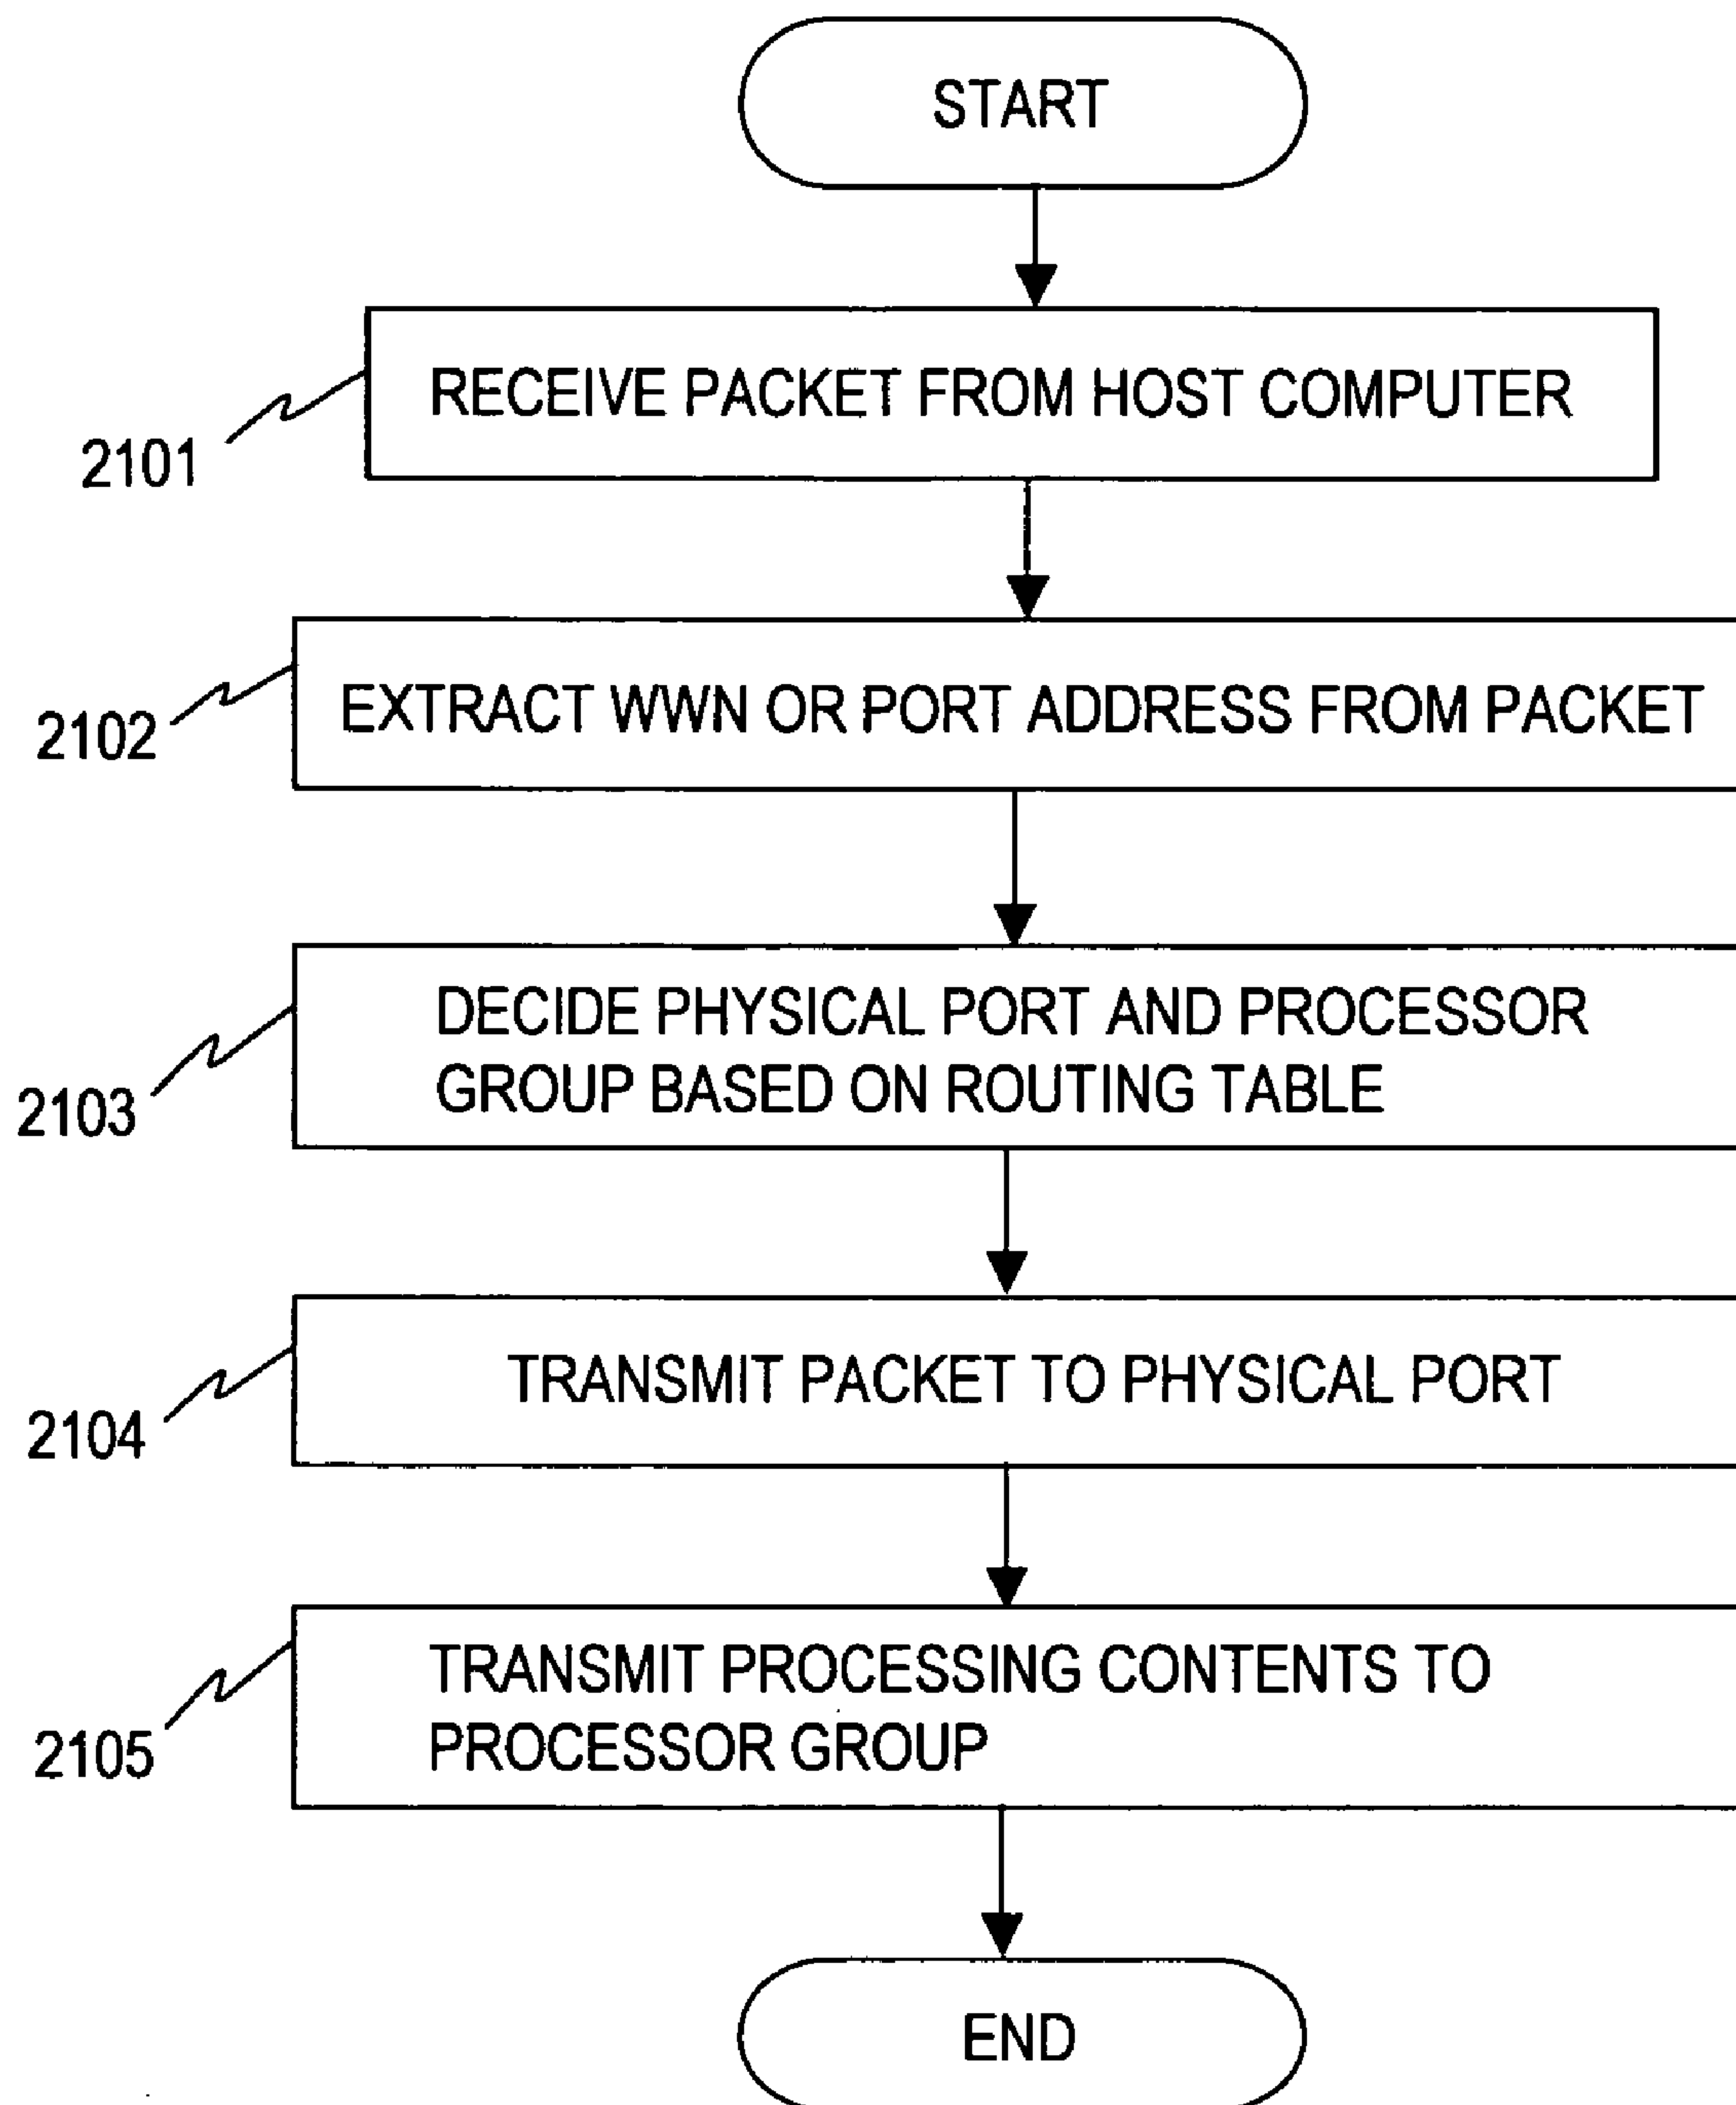 START
RECEIVE PACKET FROM HOST COMPUTER
2101
EXTRACT WWN OR PORT ADDRESS FROM PACKET
2102
DECIDE PHYSICAL PORT AND PROCESSOR
GROUP BASED ON ROUTING TABLE
2103
TRANSMIT PACKET TO PHYSICAL PORT
2104
TRANSMIT PROCESSING CONTENTS TO
PROCESSOR GROUP
2105
END